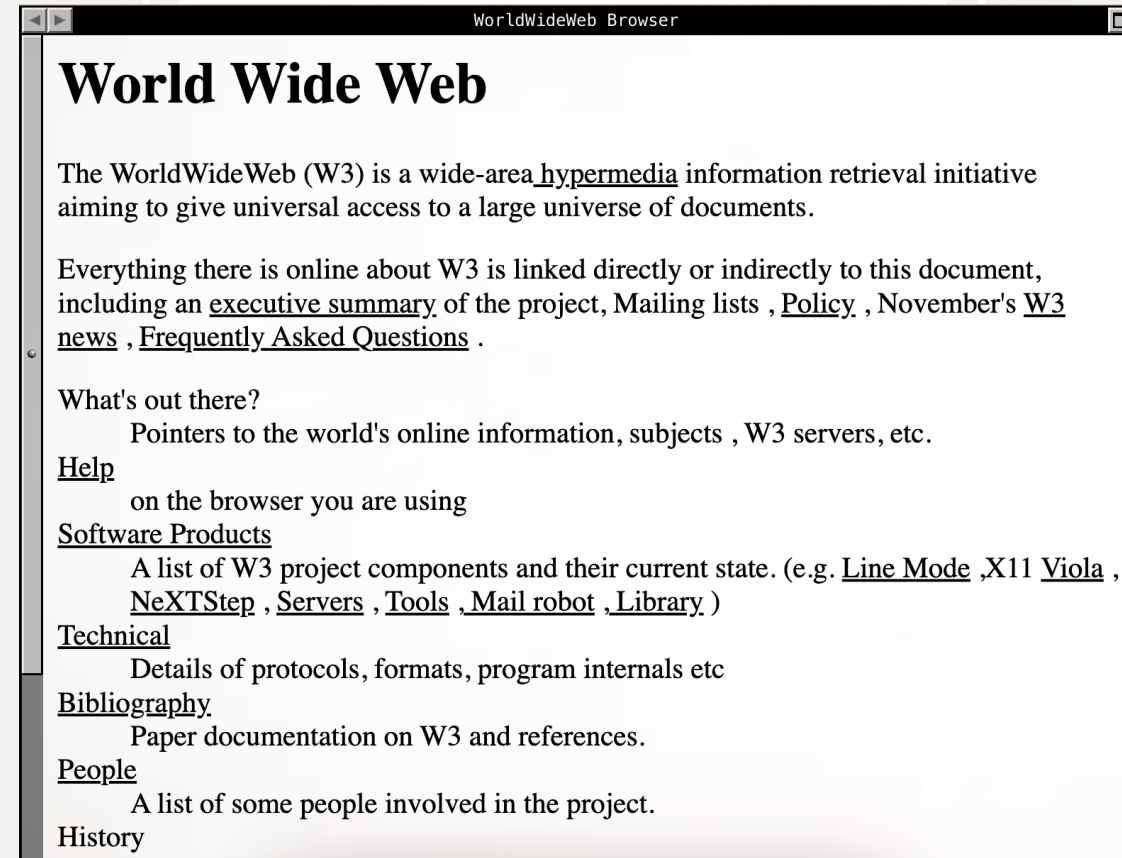 WorldWideWeb Browser
World Wide Web
The WorldWideWeb (W3) is a wide-area hypermedia information retrieval initiative
aiming to give universal access to a large universe of documents.
Everything there is online about W3 is linked directly or indirectly to this document,
including an executive summary of the project, Mailing lists , Policy , November's W3
news , Frequently Asked Questions .
What's out there?
Pointers to the world's online information, subjects , W3 servers, etc.
Help
on the browser you are using
Software Products
A list of W3 project components and their current state. (e.g. Line Mode ,X11 Viola ,
NeXTStep , Servers , Tools , Mail robot , Library )
Technical
Details of protocols, formats, program internals etc
Bibliography
Paper documentation on W3 and references.
People
A list of some people involved in the project.
History